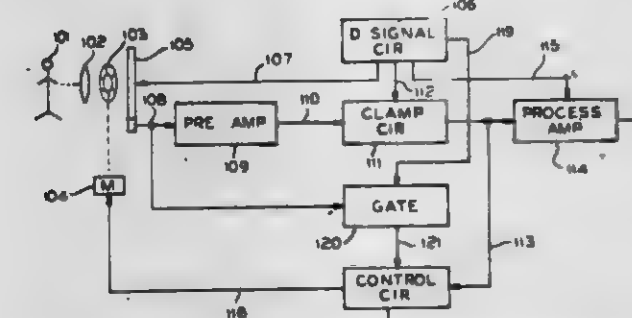 106
101
102
103
105
D SIGNAL
CIR
119
115
107
112
108
110
PRE AMP
CLAMP
CIR
PROCESS
AMP
109
111
114
104
M
GATE
120
121
113
CONTROL
CIR
118